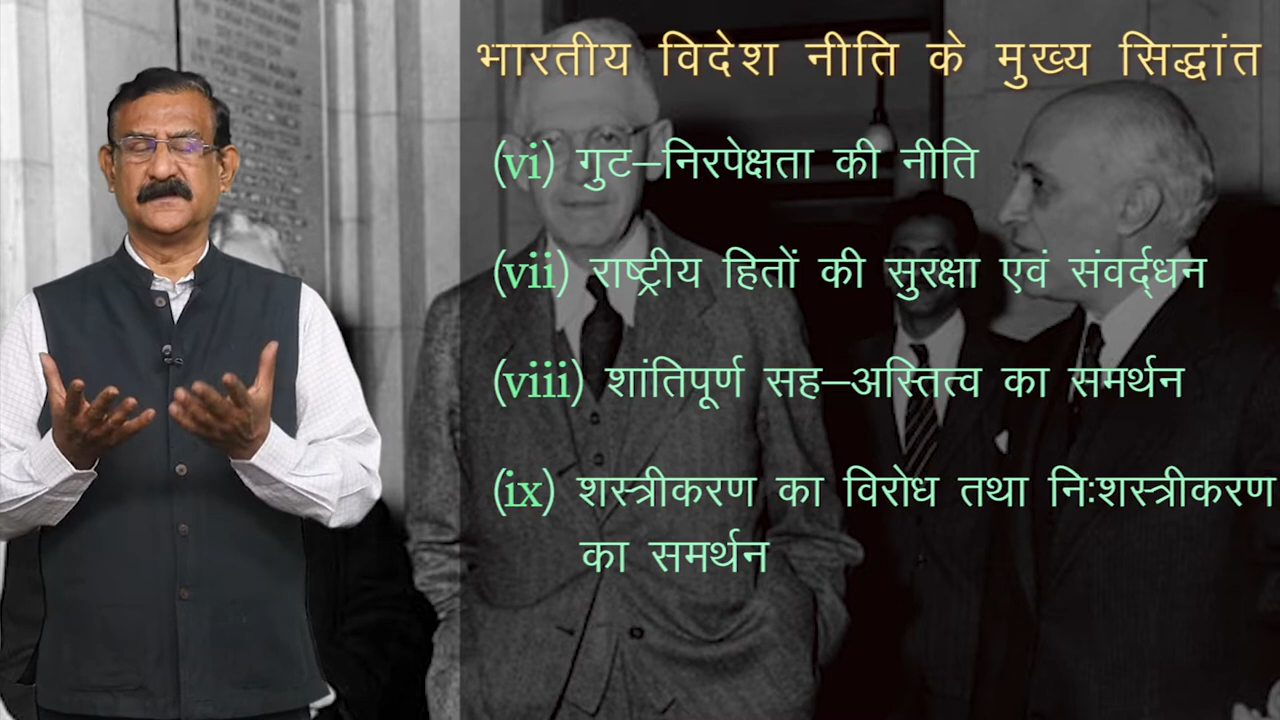 भारतीय विदेश नीति के मुख्य सिद्धांत
(vi) गुट–निरपेक्षता की नीति
(vii) राष्ट्रीय हितों की सुरक्षा एवं संवर्द्धन
(viii) शांतिपूर्ण सह–अस्तित्व का समर्थन
(ix) शस्त्रीकरण का विरोध तथा निःशस्त्रीकरण
का समर्थन